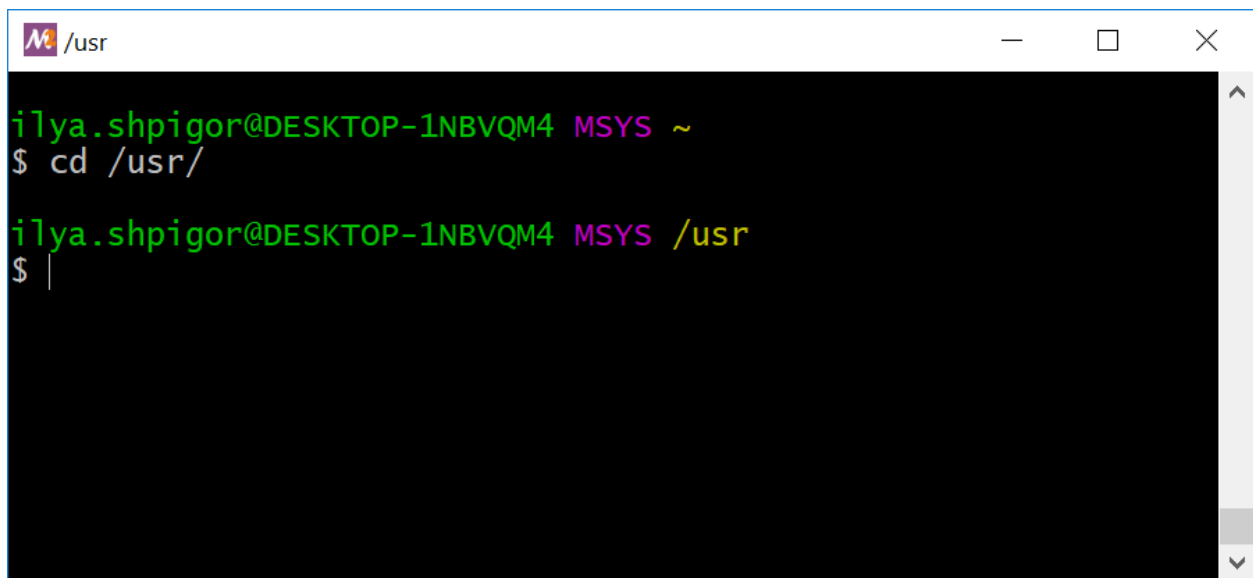 /usr
ilya.shpigor@DESKTOP-1NBVQM4 MSYS ~
$ cd /usr/
ilya.shpigor@DESKTOP-1NBVQM4 MSYS /usr
$